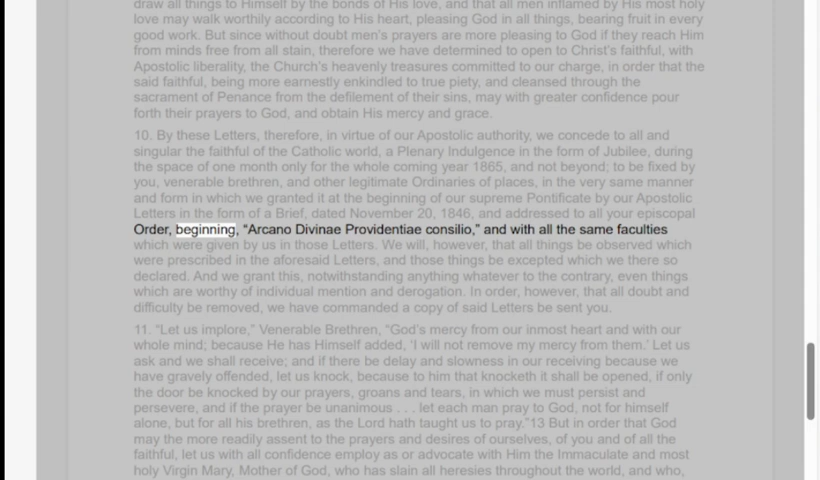 draw all things to Himself by the bonds of His love, and that all men inflamed by His most holy
love may walk worthily according to His heart, pleasing God in all things, bearing fruit in every
good work. But since without doubt men's prayers are more pleasing to God if they reach Him
from minds free from all stain, therefore we have determined to open to Christ's faithful, with
Apostolic liberality, the Church's heavenly treasures committed to our charge, in order that the
said faithful, being more earnestly enkindled to true piety, and cleansed through the
sacrament of Penance from the defilement of their sins, may with greater confidence pour
forth their prayers to God, and obtain His mercy and grace.
10. By these Letters, therefore, in virtue of our Apostolic authority, we concede to all and
singular the faithful of the Catholic world, a Plenary Indulgence in the form of Jubilee, during
the space of one month only for the whole coming year 1865, and not beyond; to be fixed by
you, venerable brethren, and other legitimate Ordinaries of places, in the very same manner
and form in which we granted it at the beginning of our supreme Pontificate by our Apostolic
Letters in the form of a Brief, dated November 20, 1846, and addressed to all your episcopal
Order, beginning, “Arcano Divinae Providentiae consilio,” and with all the same faculties
which were given by us in those Letters. We will, however, that all things be observed which
were prescribed in the aforesaid Letters, and those things be excepted which we there so
declared. And we grant this, notwithstanding anything whatever to the contrary, even things
which are worthy of individual mention and derogation. In order, however, that all doubt and
difficulty be removed, we have commanded a copy of said Letters be sent you.
11. “Let us implore,” Venerable Brethren, “God's mercy from our inmost heart and with our
whole mind; because He has Himself added, 'I will not remove my mercy from them.' Let us
ask and we shall receive; and if there be delay and slowness in our receiving because we
have gravely offended, let us knock, because to him that knocketh it shall be opened, if only
the door be knocked by our prayers, groans and tears, in which we must persist and
persevere, and if the prayer be unanimous . . . let each man pray to God, not for himself
alone, but for all his brethren, as the Lord hath taught us to pray.”13 But in order that God
may the more readily assent to the prayers and desires of ourselves, of you and of all the
faithful, let us with all confidence employ as or advocate with Him the Immaculate and most
holy Virgin Mary, Mother of God, who has slain all heresies throughout the world, and who,